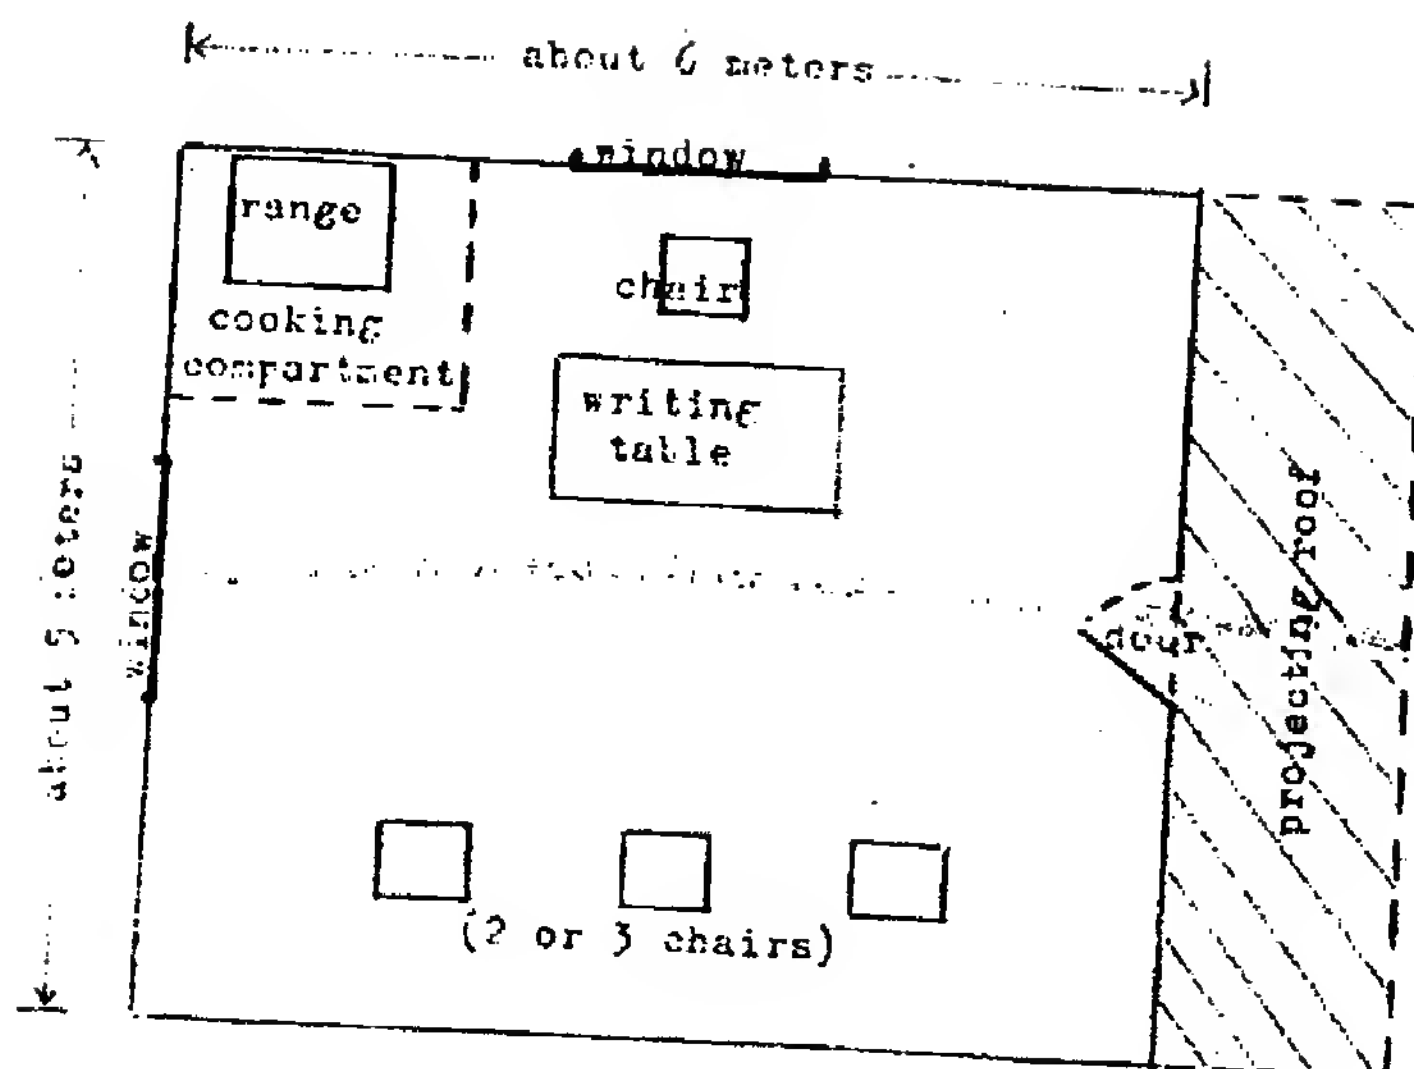 about 6 meters
window
range
chair
cooking
compartment
writing
table
about 5 meters
window
door
projecting roof
(2 or 3 chairs)